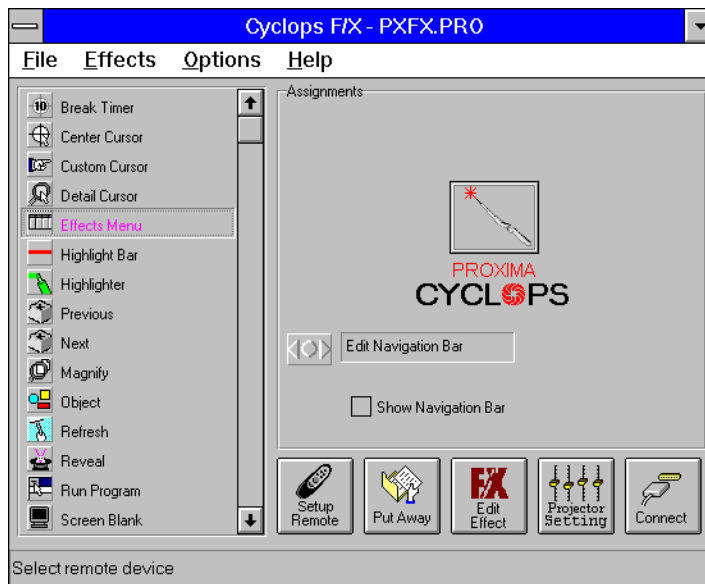 Cyclops F/X - PXFX.PRO
File Effects Options Help
10 Break Timer
Center Cursor
Custom Cursor
Detail Cursor
Effects Menu
Highlight Bar
Highlighter
Previous
Next
Magnify
Object
Refresh
Reveal
Run Program
Screen Blank
Assignments
PROXIMA
CYCLOPS
Edit Navigation Bar
Show Navigation Bar
Setup
Remote
Put Away
F/X
Edit
Effect
Projector
Setting
Connect
Select remote device